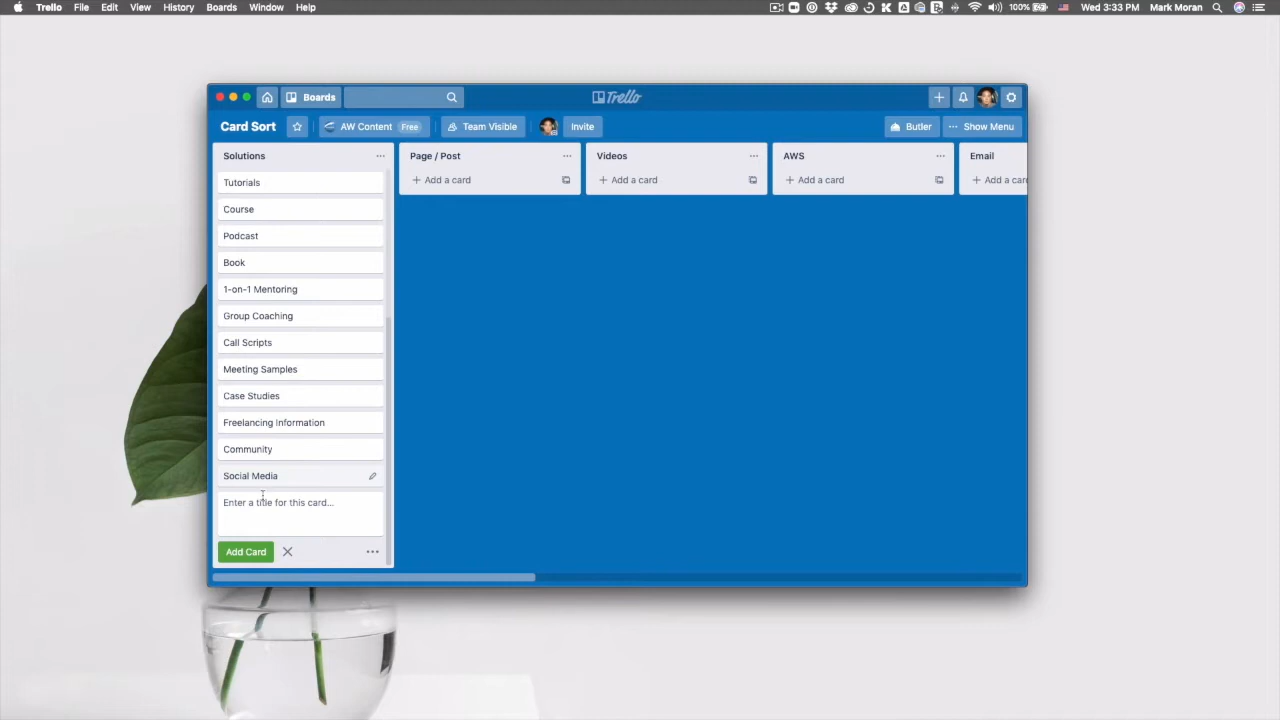 Trello File Edit View History Boards Window Help
100% Wed 3:33 PM Mark Moran
Boards
Trello
Card Sort
AW Content Free
Team Visible
Invite
Butler
... Show Menu
Solutions
Tutorials
Course
Podcast
Book
1-on-1 Mentoring
Group Coaching
Call Scripts
Meeting Samples
Case Studies
Freelancing Information
Community
Social Media
Enter a title for this card...
Add Card
Page / Post
+ Add a card
Videos
+ Add a card
AWS
+ Add a card
Email
+ Add a car